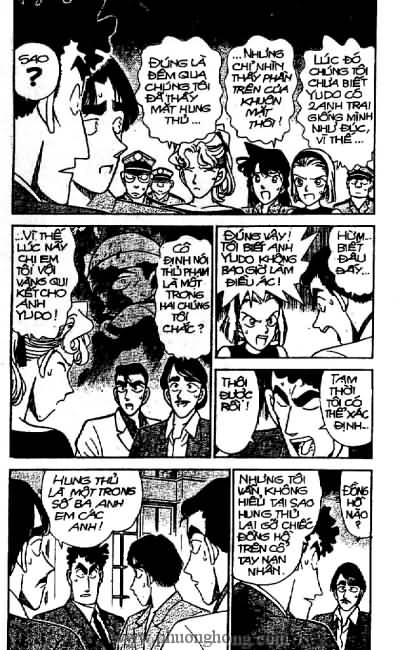 SAO
?
ĐÚNG LÀ
ĐÊM QUA
CHÚNG TÔI
ĐÃ THẤY
MẶT HUNG
THỦ ...
...NHƯNG
CHỈ NHÌN
THẤY PHẦN
TRÊN CỦA
KHUÔN
MẶT
THÔI!
LÚC ĐÓ,
CHÚNG TÔI
CHƯA BIẾT
YUDO CÓ
2 ANH TRAI
GIỐNG MÌNH
NHƯ ĐÚC,
VÌ THẾ ...
...VÌ THẾ
LÚC NÃY
CHỊ EM
TÔI VỘI
VÀNG QUI
KẾT CHO
ANH
YUDO!
CÔ
ĐỊNH NÓI
THỦ PHẠM
LÀ MỘT
TRONG
HAI CHÚNG
TÔI
CHẮC?
ĐÚNG VẬY!
TÔI BIẾT ANH
YUDO KHÔNG
BAO GIỜ LÀM
ĐIỀU ÁC!
HỪM...
BIẾT
ĐÂU
ĐẤY...
THÔI
ĐƯỢC
RỒI!
TẠM
THỜI
TÔI CÓ
THỂ XÁC
ĐỊNH...
HUNG THỦ
LÀ MỘT TRONG
SỐ BA ANH
EM CÁC
ANH!
NHƯNG TÔI
VẪN KHÔNG
HIỂU TẠI SAO
HUNG THỦ
LẠI GỠ CHIẾC
ĐỒNG HỒ
TRÊN CỔ
TAY NẠN
NHÂN.
ĐỒNG
HỒ
NÀO?
www.phuonghong.com